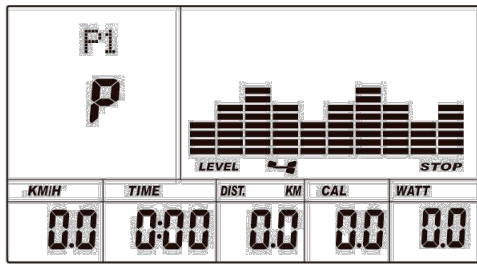 P1
P
LEVEL 4 STOP
KM/H TIME DIST. KM CAL WATT
0.0 0:00 0.0 0.0 0.0